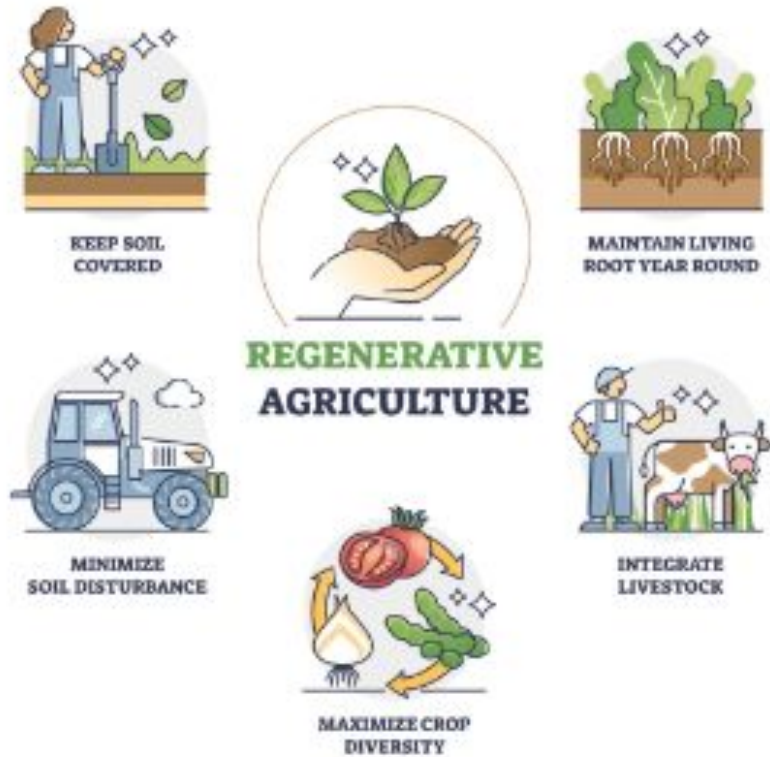 KEEP SOIL
COVERED
MAINTAIN LIVING
ROOT YEAR ROUND
REGENERATIVE
AGRICULTURE
MINIMIZE
SOIL DISTURBANCE
INTEGRATE
LIVESTOCK
MAXIMIZE CROP
DIVERSITY